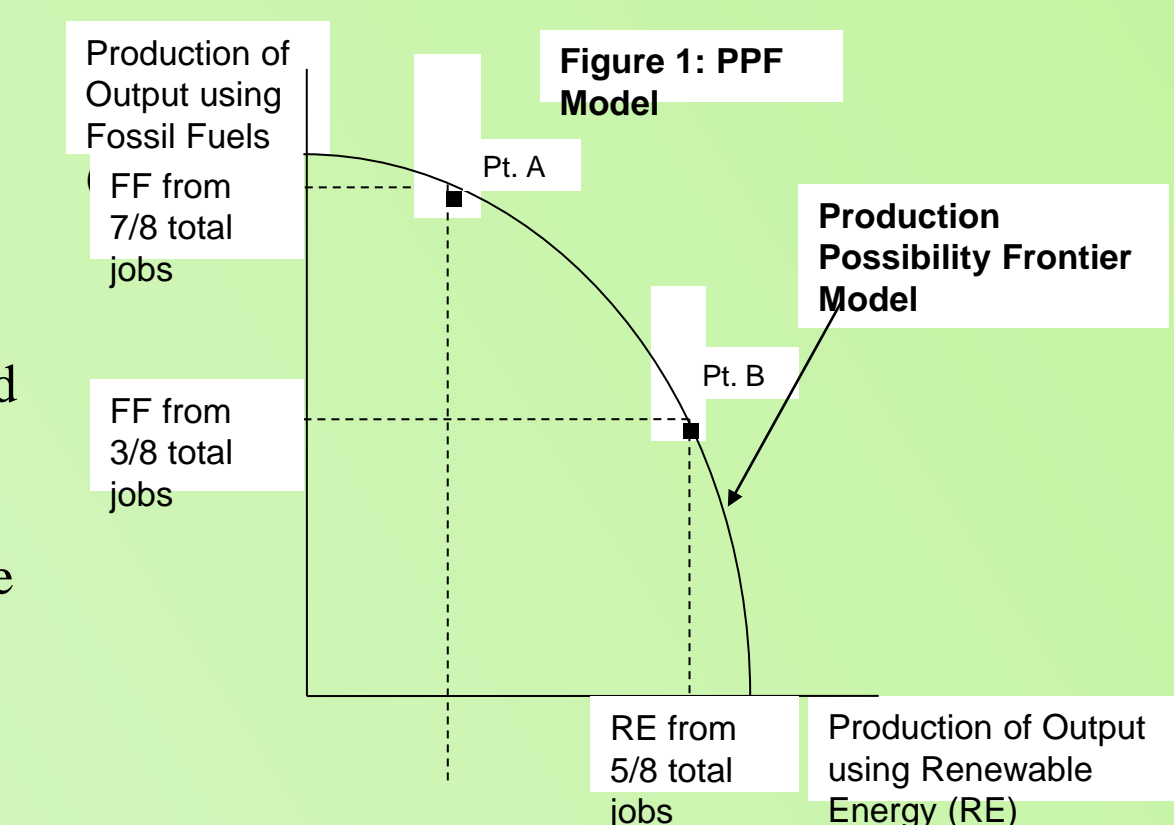 Production of
Output using
Fossil Fuels
(
FF from
7/8 total
jobs
Figure 1: PPF
Model
Pt. A
Production
Possibility Frontier
Model
d
Pt. B
FF from
3/8 total
jobs
e
RE from
5/8 total
jobs
Production of Output
using Renewable
Energy (RE)